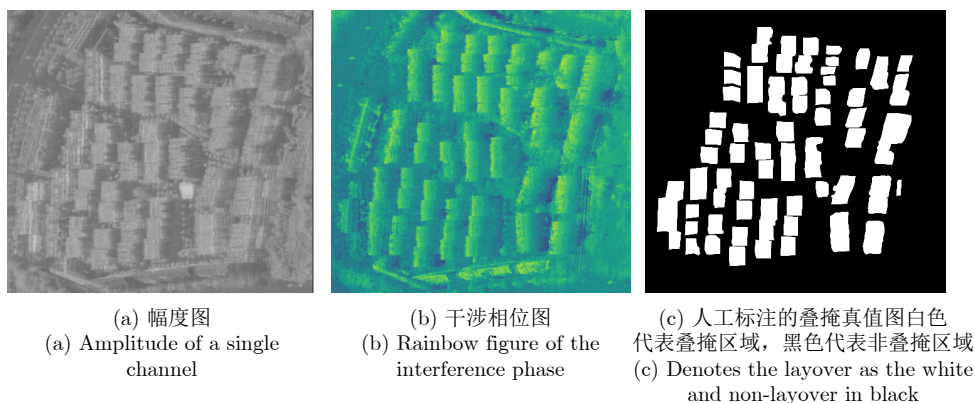 (a) 幅度图
(a) Amplitude of a single
channel
(b) 干涉相位图
(b) Rainbow figure of the
interference phase
(c) 人工标注的叠掩真值图白色
代表叠掩区域，黑色代表非叠掩区域
(c) Denotes the layover as the white
and non-layover in black